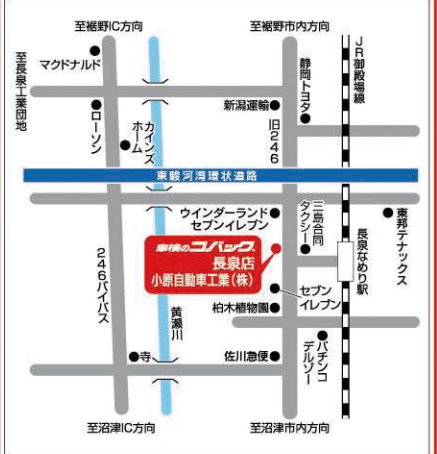 至裾野IC方向
至裾野市内方向
マクドナルド
至長泉工業団地
ローソン
カインズ
ホーム
新潟運輸
旧246
静岡トヨタ
JR御殿場線
東駿河湾環状道路
ウインダーランド
セブンイレブン
三島合同
タクシー
東邦テナックス
長泉なめり駅
車検のコバック
長泉店
小原自動車工業(株)
246バイパス
黄瀬川
セブン
イレブン
柏木植物園
パチンコ
デルゾー
寺
佐川急便
至沼津IC方向
至沼津市内方向